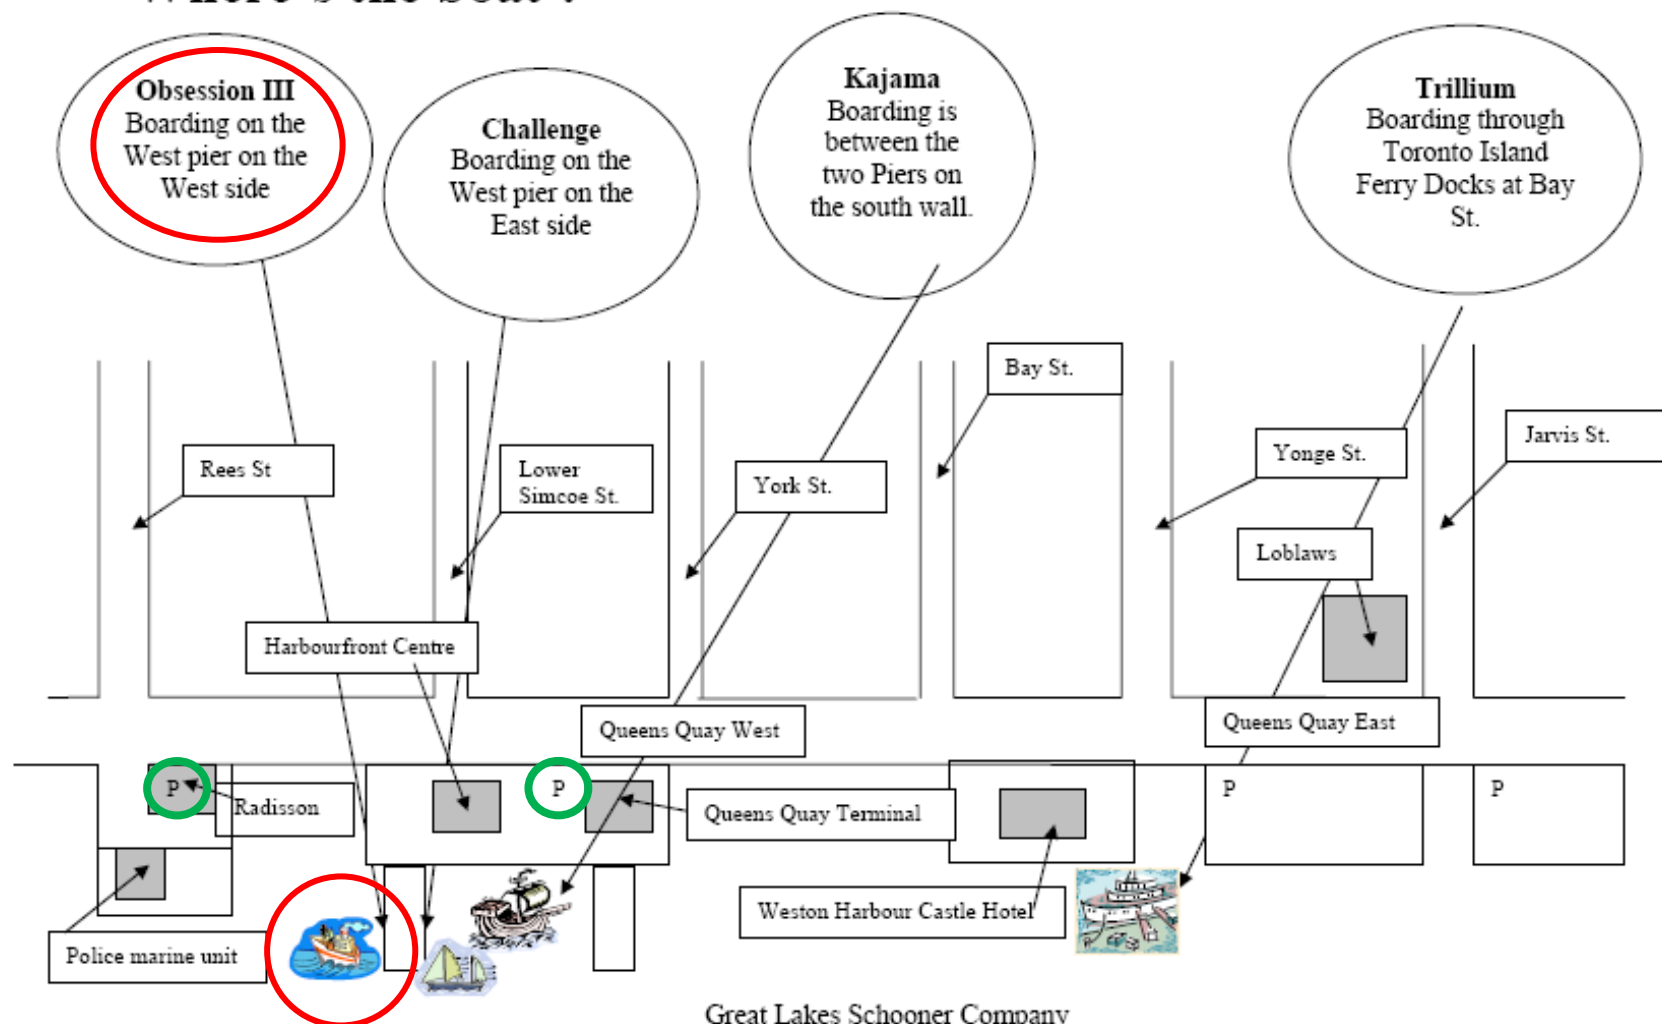 Where's the boat ?
Obsession III
Boarding on the
West pier on the
West side
Challenge
Boarding on the
West pier on the
East side
Kajama
Boarding is
between the
two Piers on
the south wall.
Trillium
Boarding through
Toronto Island
Ferry Docks at Bay
St.
Bay St.
Rees St
Lower
Simcoe St.
York St.
Yonge St.
Jarvis St.
Loblaws
Harbourfront Centre
Queens Quay West
Queens Quay East
P
Radisson
P
Queens Quay Terminal
P
P
Weston Harbour Castle Hotel
Police marine unit
Great Lakes Schooner Company